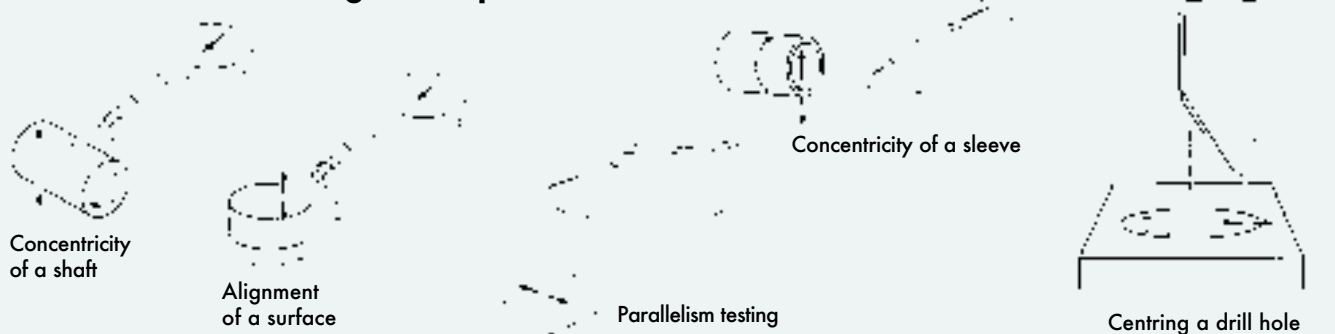 Concentricity of a sleeve
Concentricity
of a shaft
Alignment
of a surface
Parallelism testing
Centring a drill hole